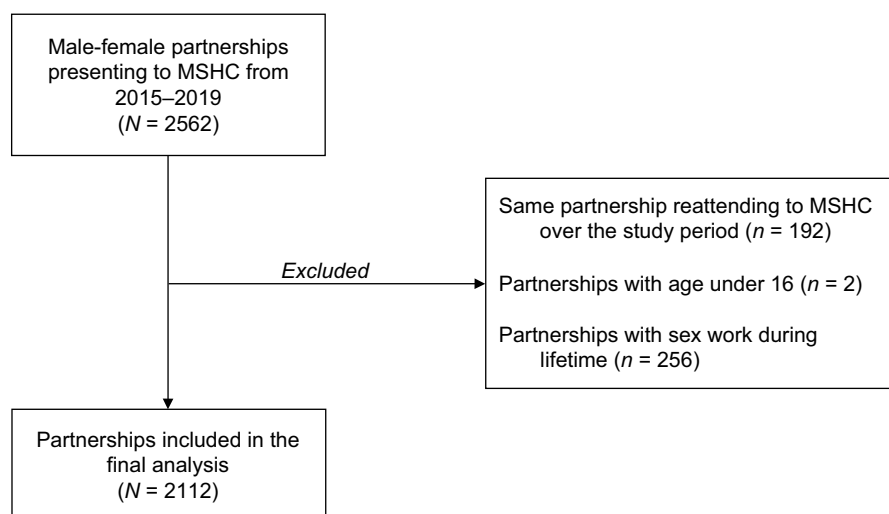 Male-female partnerships
presenting to MSHC from
2015–2019
(N = 2562)
Excluded
Same partnership reattending to MSHC
over the study period (n = 192)
Partnerships with age under 16 (n = 2)
Partnerships with sex work during
lifetime (n = 256)
Partnerships included in the
final analysis
(N = 2112)